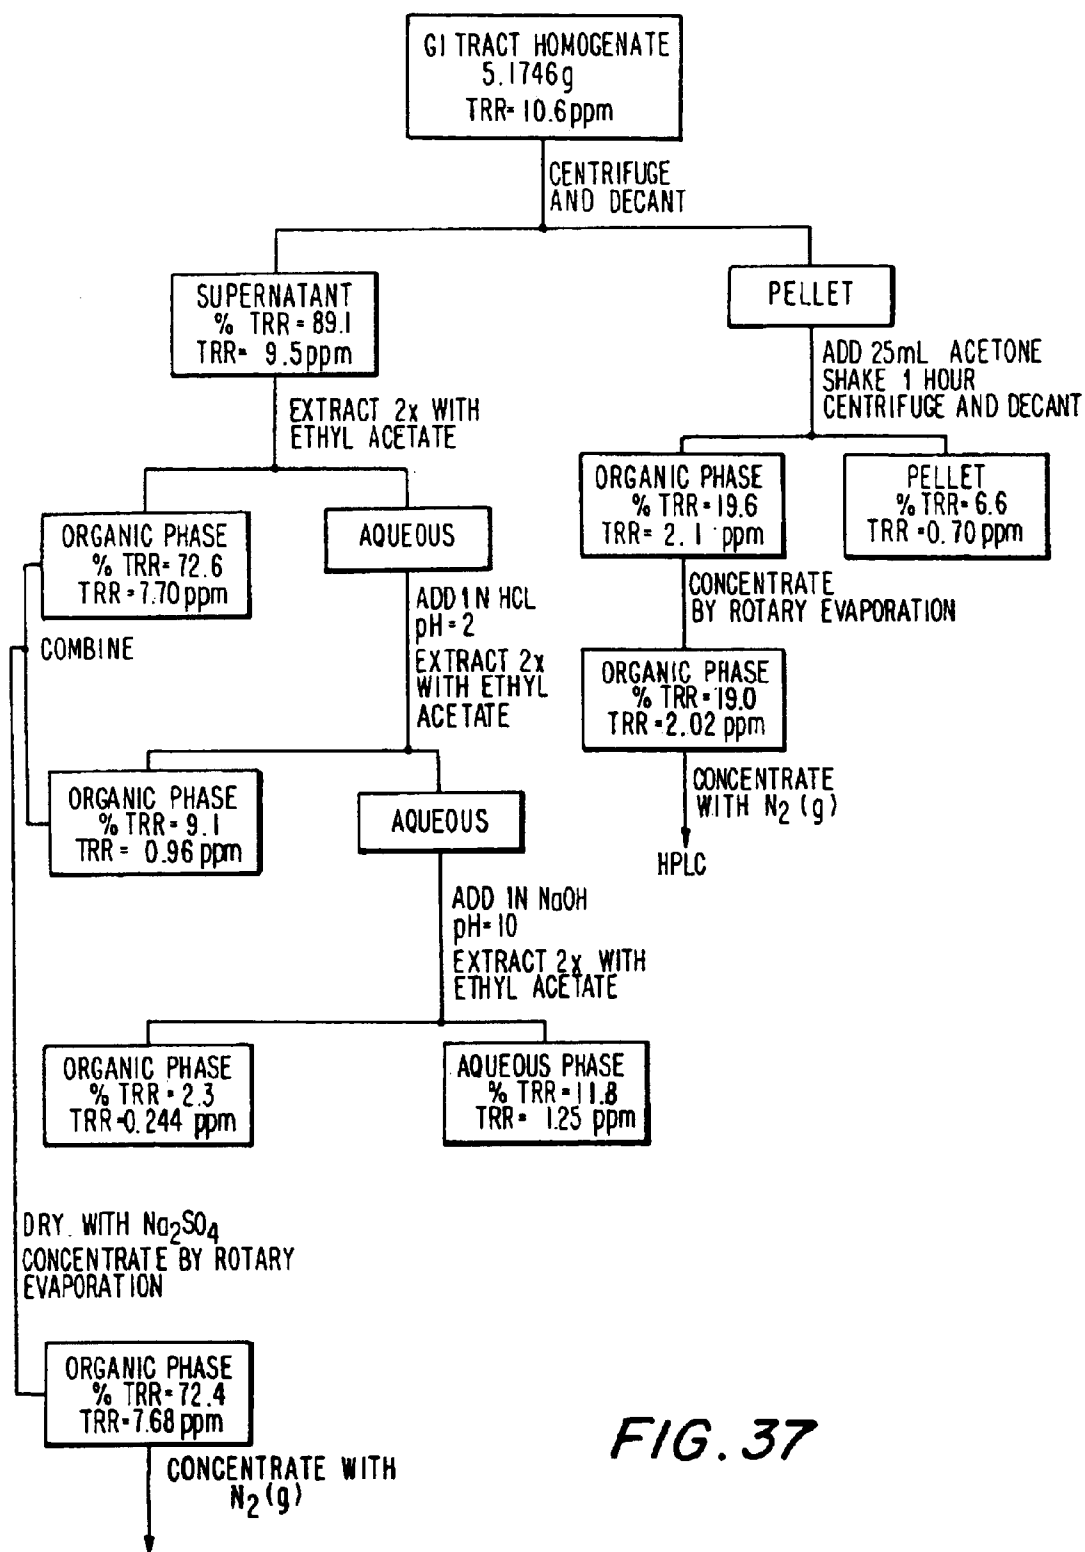 GI TRACT HOMOGENATE
5.1746g
TRR= 10.6 ppm
CENTRIFUGE
AND DECANT
SUPERNATANT
% TRR = 89.1
TRR= 9.5ppm
PELLET
ADD 25mL ACETONE
SHAKE 1 HOUR
CENTRIFUGE AND DECANT
EXTRACT 2x WITH
ETHYL ACETATE
ORGANIC PHASE
% TRR=19.6
TRR= 2.1 ppm
PELLET
% TRR=6.6
TRR=0.70 ppm
ORGANIC PHASE
% TRR=72.6
TRR=7.70 ppm
AQUEOUS
CONCENTRATE
BY ROTARY EVAPORATION
ADD 1N HCL
pH=2
EXTRACT 2x
WITH ETHYL
ACETATE
COMBINE
ORGANIC PHASE
% TRR=19.0
TRR=2.02 ppm
CONCENTRATE
WITH N2 (g)
HPLC
ORGANIC PHASE
% TRR = 9.1
TRR = 0.96 ppm
AQUEOUS
ADD 1N NaOH
pH=10
EXTRACT 2x WITH
ETHYL ACETATE
ORGANIC PHASE
% TRR = 2.3
TRR=0.244 ppm
AQUEOUS PHASE
% TRR=11.8
TRR= 1.25 ppm
DRY WITH Na2SO4
CONCENTRATE BY ROTARY
EVAPORATION
ORGANIC PHASE
% TRR=72.4
TRR=7.68 ppm
CONCENTRATE WITH
N2 (g)
FIG. 37